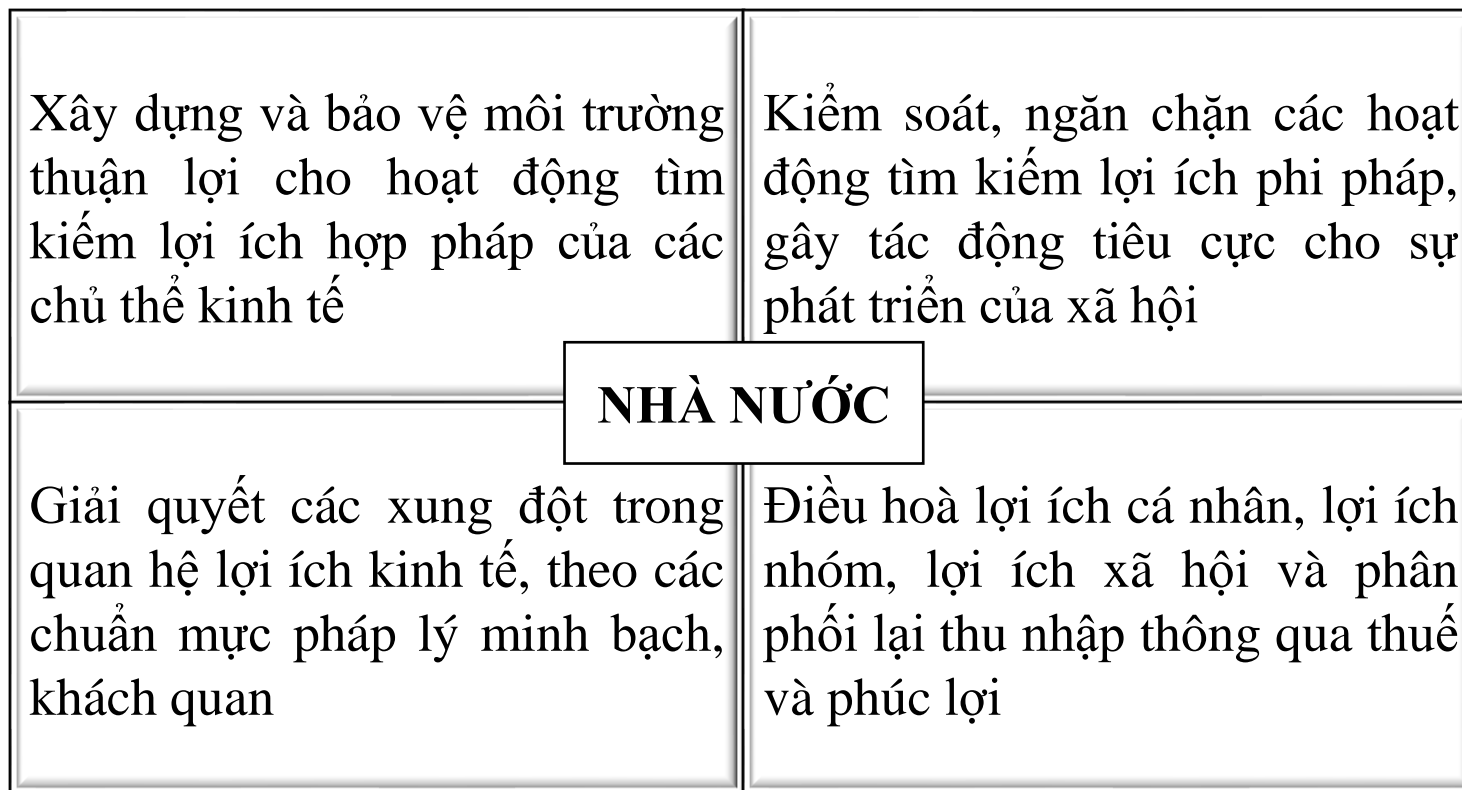 Xây dựng và bảo vệ môi trường
thuận lợi cho hoạt động tìm
kiếm lợi ích hợp pháp của các
chủ thể kinh tế
Kiểm soát, ngăn chặn các hoạt
động tìm kiếm lợi ích phi pháp,
gây tác động tiêu cực cho sự
phát triển của xã hội
NHÀ NƯỚC
Giải quyết các xung đột trong
quan hệ lợi ích kinh tế, theo các
chuẩn mực pháp lý minh bạch,
khách quan
Điều hoà lợi ích cá nhân, lợi ích
nhóm, lợi ích xã hội và phân
phối lại thu nhập thông qua thuế
và phúc lợi